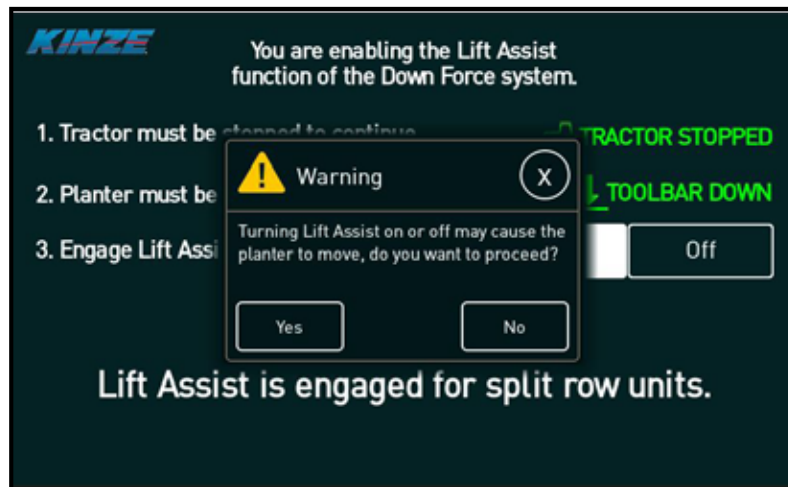 KINZE
You are enabling the Lift Assist
function of the Down Force system.
1. Tractor must be stopped to continue
TRACTOR STOPPED
2. Planter must be
TOOLBAR DOWN
3. Engage Lift Assi
Off
Warning
X
Turning Lift Assist on or off may cause the
planter to move, do you want to proceed?
Yes
No
Lift Assist is engaged for split row units.